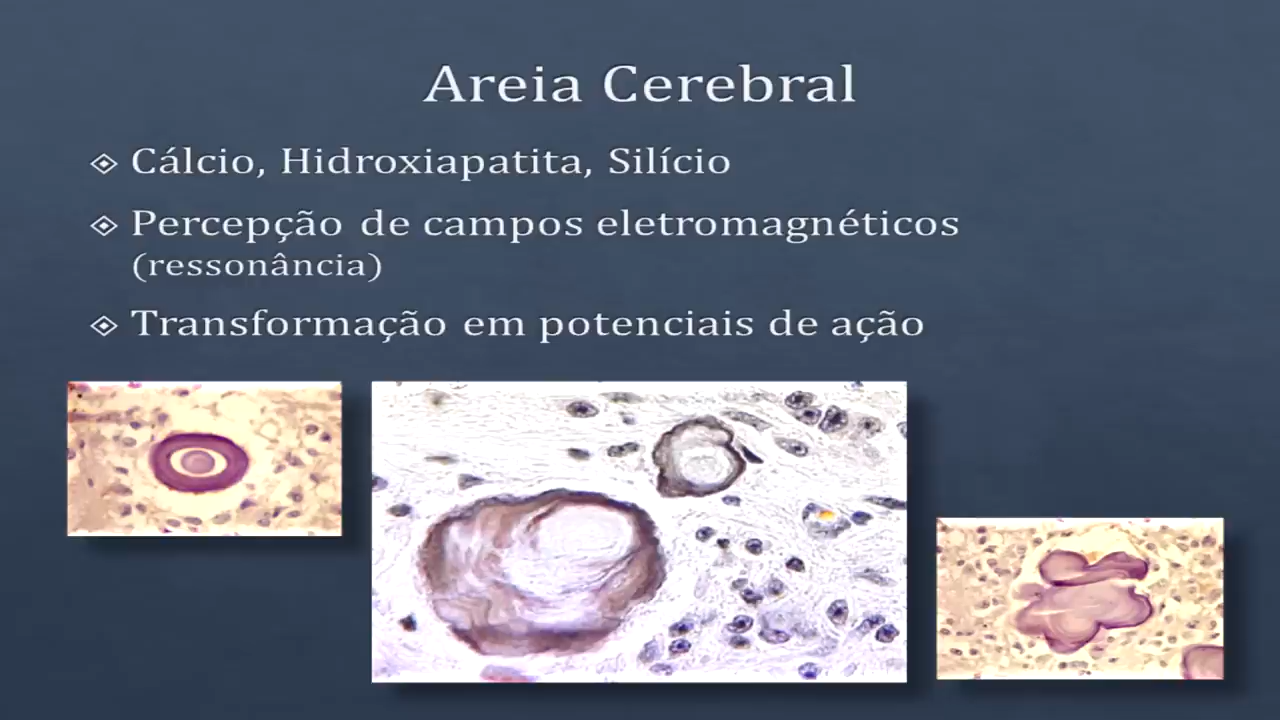 Areia Cerebral
Cálcio, Hidroxiapatita, Silício
Percepção de campos eletromagnéticos
(ressonância)
Transformação em potenciais de ação